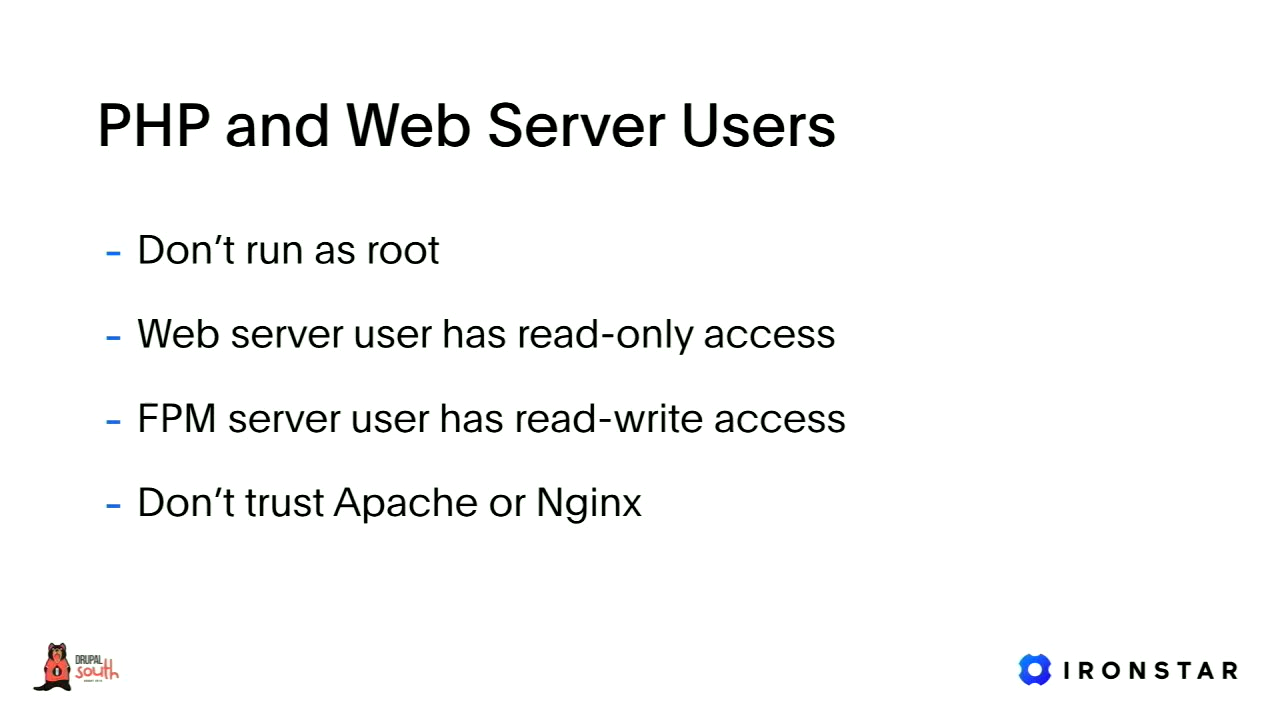 PHP and Web Server Users
- Don’t run as root
- Web server user has read-only access
- FPM server user has read-write access
- Don’t trust Apache or Nginx
DRUPAL
south
IRONSTAR